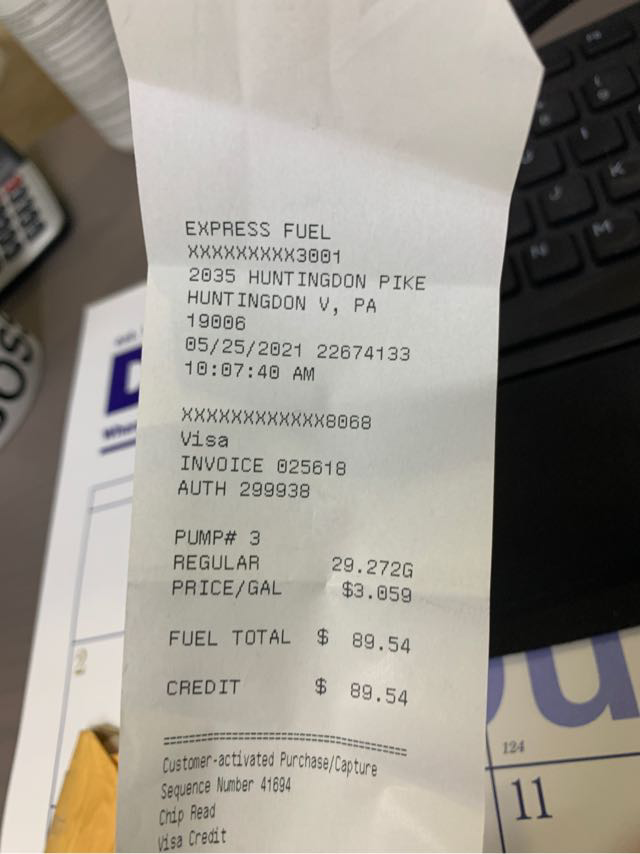 EXPRESS FUEL
XXXXXXXXX3001
2035 HUNTINGDON PIKE
HUNTINGDON V, PA
19006
05/25/2021 22674133
10:07:40 AM
XXXXXXXXXXXX8068
Visa
INVOICE 025618
AUTH 299938
PUMP# 3
REGULAR 29.272G
PRICE/GAL $3.059
FUEL TOTAL $ 89.54
CREDIT $ 89.54
=================================
Customer-activated Purchase/Capture
Sequence Number 41694
Chip Read
Visa Credit
2
124
11
K
N
M